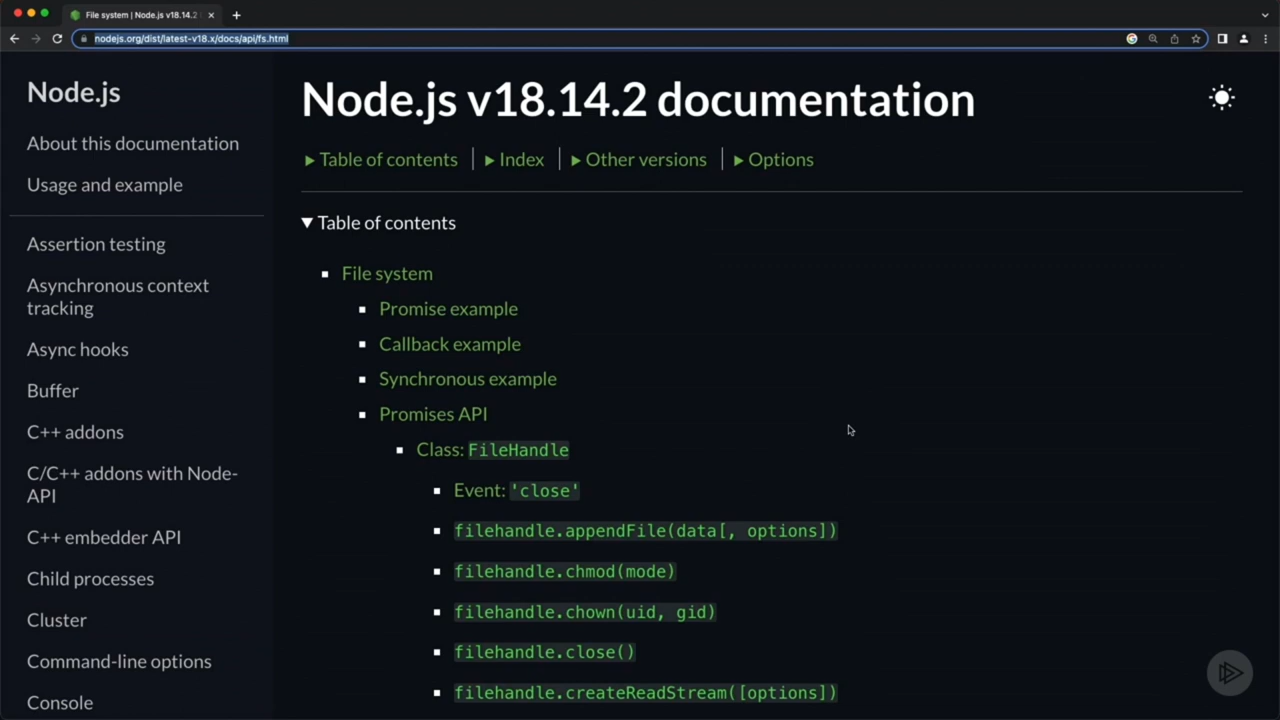 File system | Node.js v18.14.2
nodejs.org/dist/latest-v18.x/docs/api/fs.html
Node.js
About this documentation
Usage and example
Assertion testing
Asynchronous context
tracking
Async hooks
Buffer
C++ addons
C/C++ addons with Node-
API
C++ embedder API
Child processes
Cluster
Command-line options
Console
Node.js v18.14.2 documentation
Table of contents
Index
Other versions
Options
Table of contents
File system
Promise example
Callback example
Synchronous example
Promises API
Class: FileHandle
Event: 'close'
filehandle.appendFile(data[, options])
filehandle.chmod(mode)
filehandle.chown(uid, gid)
filehandle.close()
filehandle.createReadStream([options])